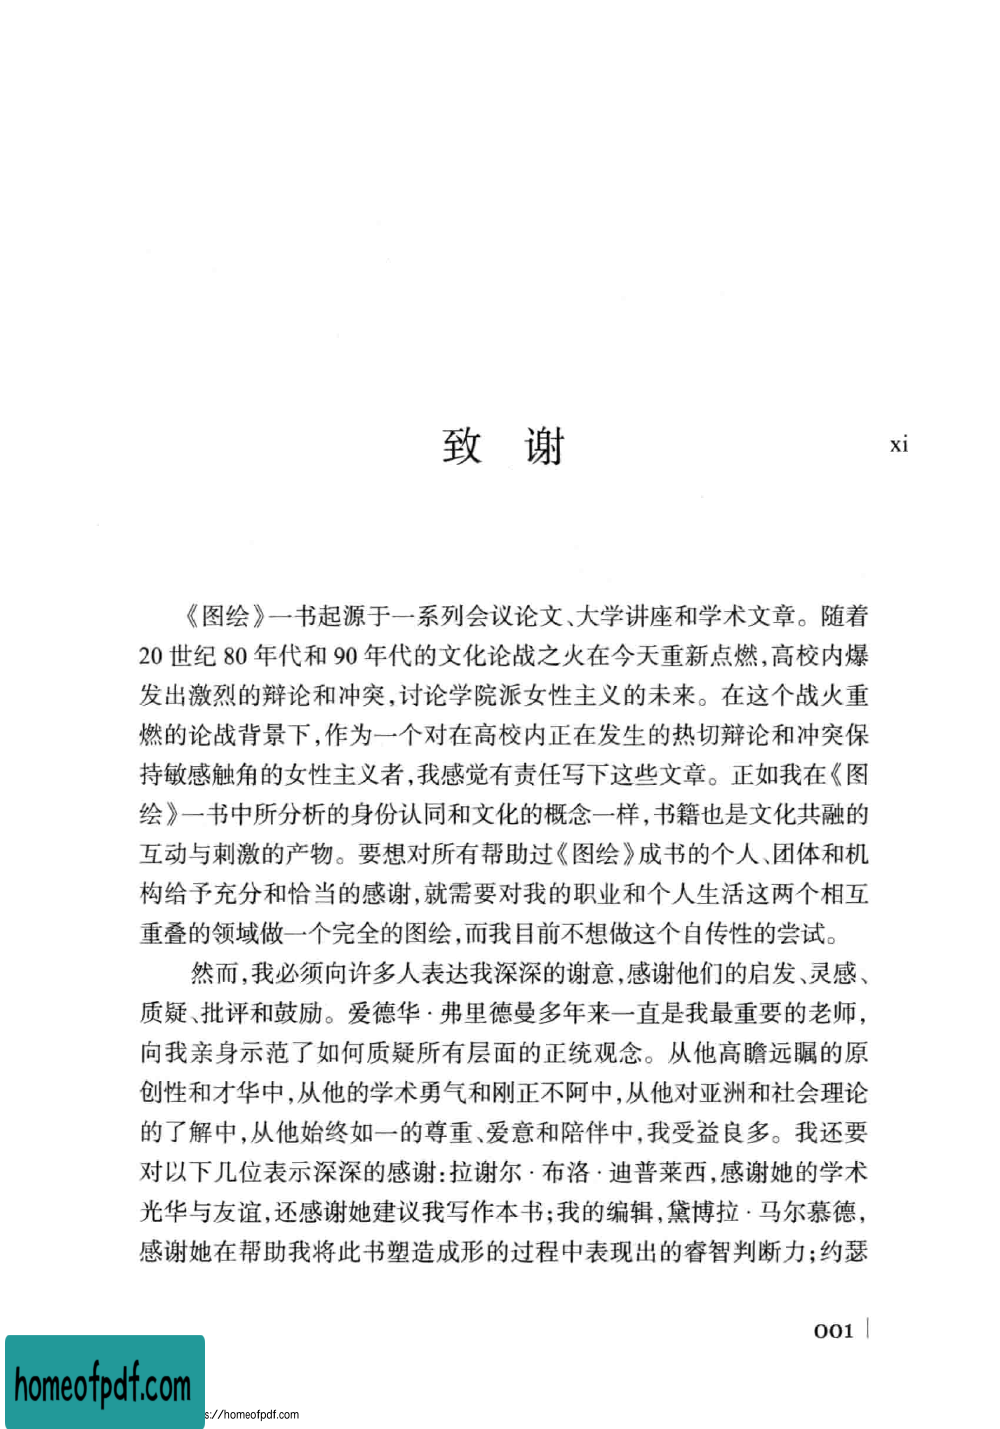 致 谢
xi
《图绘》一书起源于一系列会议论文、大学讲座和学术文章。随着
20 世纪 80 年代和 90 年代的文化论战之火在今天重新点燃,高校内爆
发出激烈的辩论和冲突,讨论学院派女性主义的未来。在这个战火重
燃的论战背景下,作为一个对在高校内正在发生的热切辩论和冲突保
持敏感触角的女性主义者,我感觉有责任写下这些文章。正如我在《图
绘》一书中所分析的身份认同和文化的概念一样,书籍也是文化共融的
互动与刺激的产物。要想对所有帮助过《图绘》成书的个人、团体和机
构给予充分和恰当的感谢,就需要对我的职业和个人生活这两个相互
重叠的领域做一个完全的图绘,而我目前不想做这个自传性的尝试。
然而,我必须向许多人表达我深深的谢意,感谢他们的启发、灵感、
质疑、批评和鼓励。爱德华·弗里德曼多年来一直是我最重要的老师,
向我亲身示范了如何质疑所有层面的正统观念。从他高瞻远瞩的原
创性和才华中,从他的学术勇气和刚正不阿中,从他对亚洲和社会理论
的了解中,从他始终如一的尊重、爱意和陪伴中,我受益良多。我还要
对以下几位表示深深的感谢:拉谢尔·布洛·迪普莱西,感谢她的学术
光华与友谊,还感谢她建议我写作本书;我的编辑,黛博拉·马尔慕德,
感谢她在帮助我将此书塑造成形的过程中表现出的睿智判断力;约瑟
001
homeofpdf.com
s://homeofpdf.com